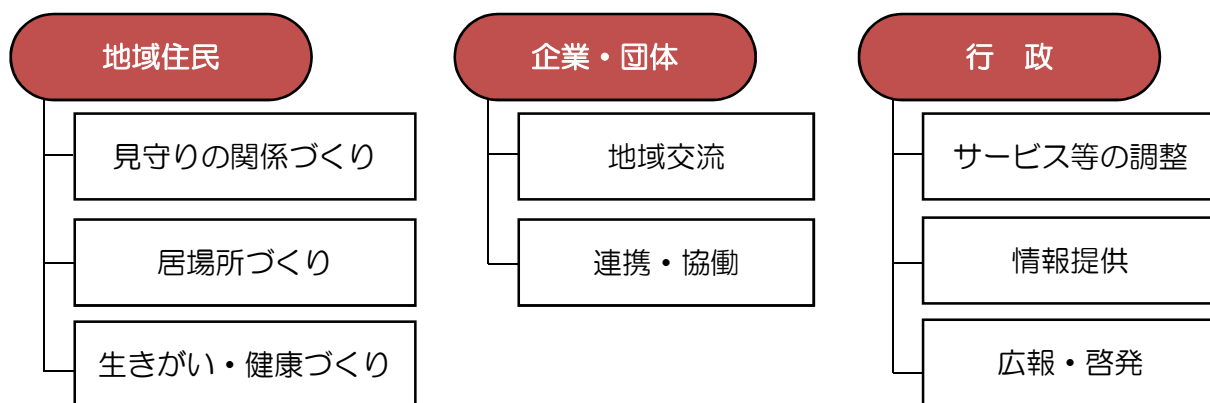 地域住民
見守りの関係づくり
居場所づくり
生きがい・健康づくり
企業・団体
地域交流
連携・協働
行　政
サービス等の調整
情報提供
広報・啓発